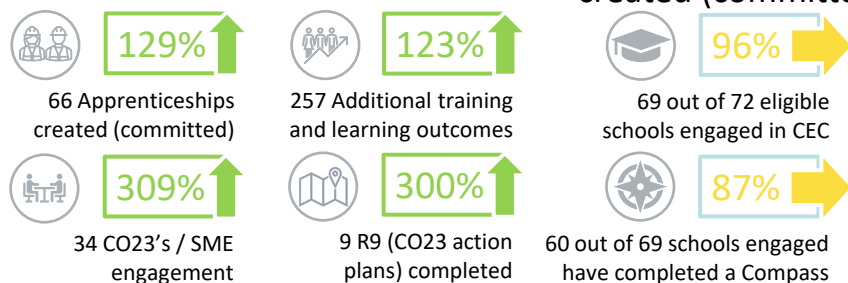 created (committe
129%
66 Apprenticeships
created (committed)
123%
257 Additional training
and learning outcomes
96%
69 out of 72 eligible
schools engaged in CEC
309%
34 CO23's / SME
engagement
300%
9 R9 (CO23 action
plans) completed
87%
60 out of 69 schools engaged
have completed a Compass